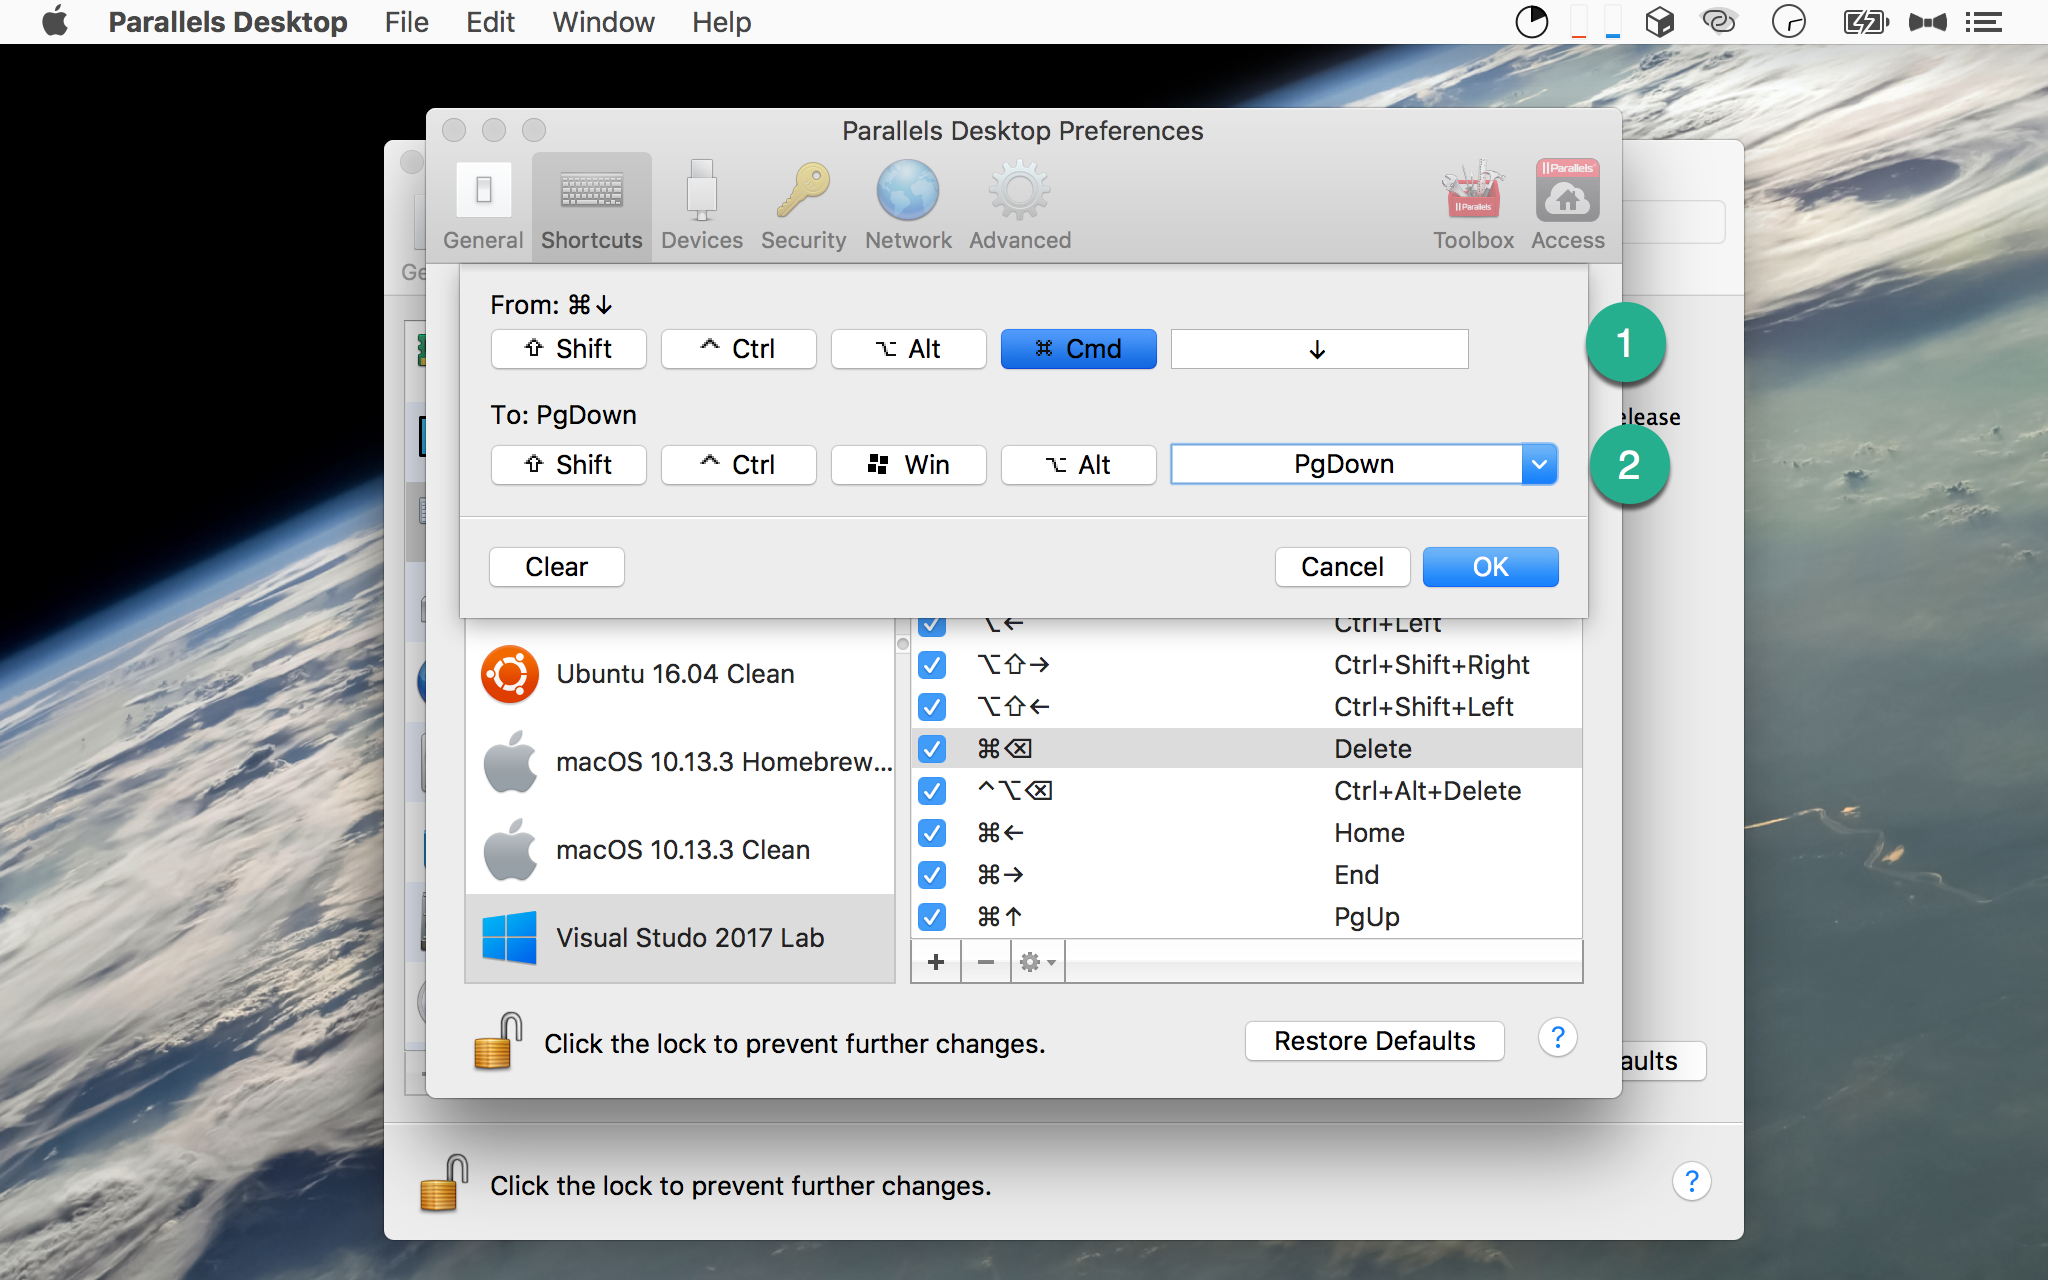 Parallels Desktop File Edit Window Help
Parallels Desktop Preferences
General Shortcuts Devices Security Network Advanced Toolbox Access
|| Parallels
|| Parallels®
Ge
From: ⌘↓
⇧ Shift ^ Ctrl ⌥ Alt ⌘ Cmd ↓
1
To: PgDown
elease
⇧ Shift ^ Ctrl Win ⌥ Alt PgDown
2
Clear Cancel OK
⌥← Ctrl+Left
Ubuntu 16.04 Clean
⌥⇧→ Ctrl+Shift+Right
⌥⇧← Ctrl+Shift+Left
macOS 10.13.3 Homebrew...
⌘⌫ Delete
^⌥⌫ Ctrl+Alt+Delete
macOS 10.13.3 Clean
⌘← Home
⌘→ End
Visual Studo 2017 Lab
⌘↑ PgUp
+ −
Click the lock to prevent further changes. Restore Defaults ?
aults
Click the lock to prevent further changes. ?